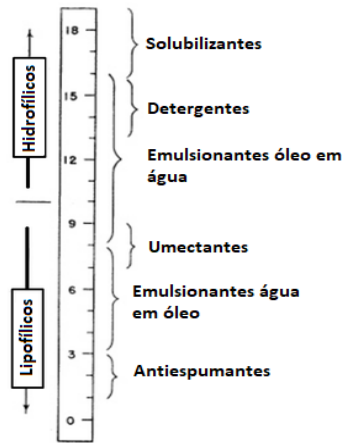 18
Solubilizantes
Hidrofílicos
15
Detergentes
12
Emulsionantes óleo em
água
9
Umectantes
6
Emulsionantes água
em óleo
Lipofílicos
3
Antiespumantes
0